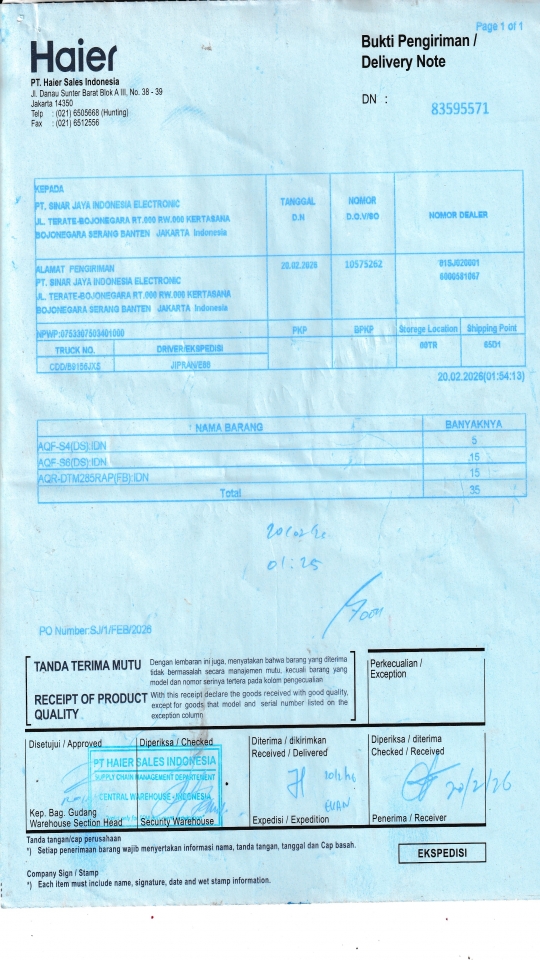 Page 1 of 1
Haier
Bukti Pengiriman /
Delivery Note
PT. Haier Sales Indonesia
Jl. Danau Sunter Barat Blok A III, No. 38 - 39
Jakarta 14350
Telp : (021) 6505668 (Hunting)
Fax : (021) 6512556
DN : 83595571
KEPADA
PT. SINAR JAYA INDONESIA ELECTRONIC
JL. TERATE-BOJONEGARA RT.000 RW.000 KERTASANA
BOJONEGARA SERANG BANTEN JAKARTA Indonesia
TANGGAL
D.N
NOMOR
D.O./SO
NOMOR DEALER
ALAMAT PENGIRIMAN
PT. SINAR JAYA INDONESIA ELECTRONIC
JL. TERATE-BOJONEGARA RT.000 RW.000 KERTASANA
BOJONEGARA SERANG BANTEN JAKARTA Indonesia
20.02.2026
10575262
6000581067
PKP
BPKP
Storege Location
Shipping Point
TRUCK NO.
DRIVER/EKSPEDISI
JIPRAN/E86
20.02.2026(01:54:13)
NAMA BARANG BANYAKNYA
AQF-S4(DS):IDN 5
AQF-S6(DS):IDN 15
AQR-DTM285RAP(FB):IDN 15
Total 35
01:25
PO Number:SJ/1/FEB/2026
TANDA TERIMA MUTU
Dengan lembaran ini juga, menyatakan bahwa barang yang diterima
tidak bermasalah secara manajemen mutu, kecuali barang yang
model dan nomor serinya tertera pada kolom pengecualian
RECEIPT OF PRODUCT
QUALITY
With this receipt declare the goods received with good quality,
except for goods that model and serial number listed on the
exception column
Perkecualian /
Exception
Disetujui / Approved
Diperiksa / Checked
Diterima / dikirimkan
Received / Delivered
Diperiksa / diterima
Checked / Received
PT HAIER SALES INDONESIA
SUPPLY CHAIN MANAGEMENT DEPARTEMENT
CENTRAL WAREHOUSE - INDONESIA
20/2/26
Kep. Bag. Gudang
Warehouse Section Head
Security Warehouse
Expedisi / Expedition
Penerima / Receiver
Tanda tangan/cap perusahaan
*) Setiap penerimaan barang wajib menyertakan informasi nama, tanda tangan, tanggal dan Cap basah.
EKSPEDISI
Company Sign / Stamp
*) Each item must include name, signature, date and wet stamp information.